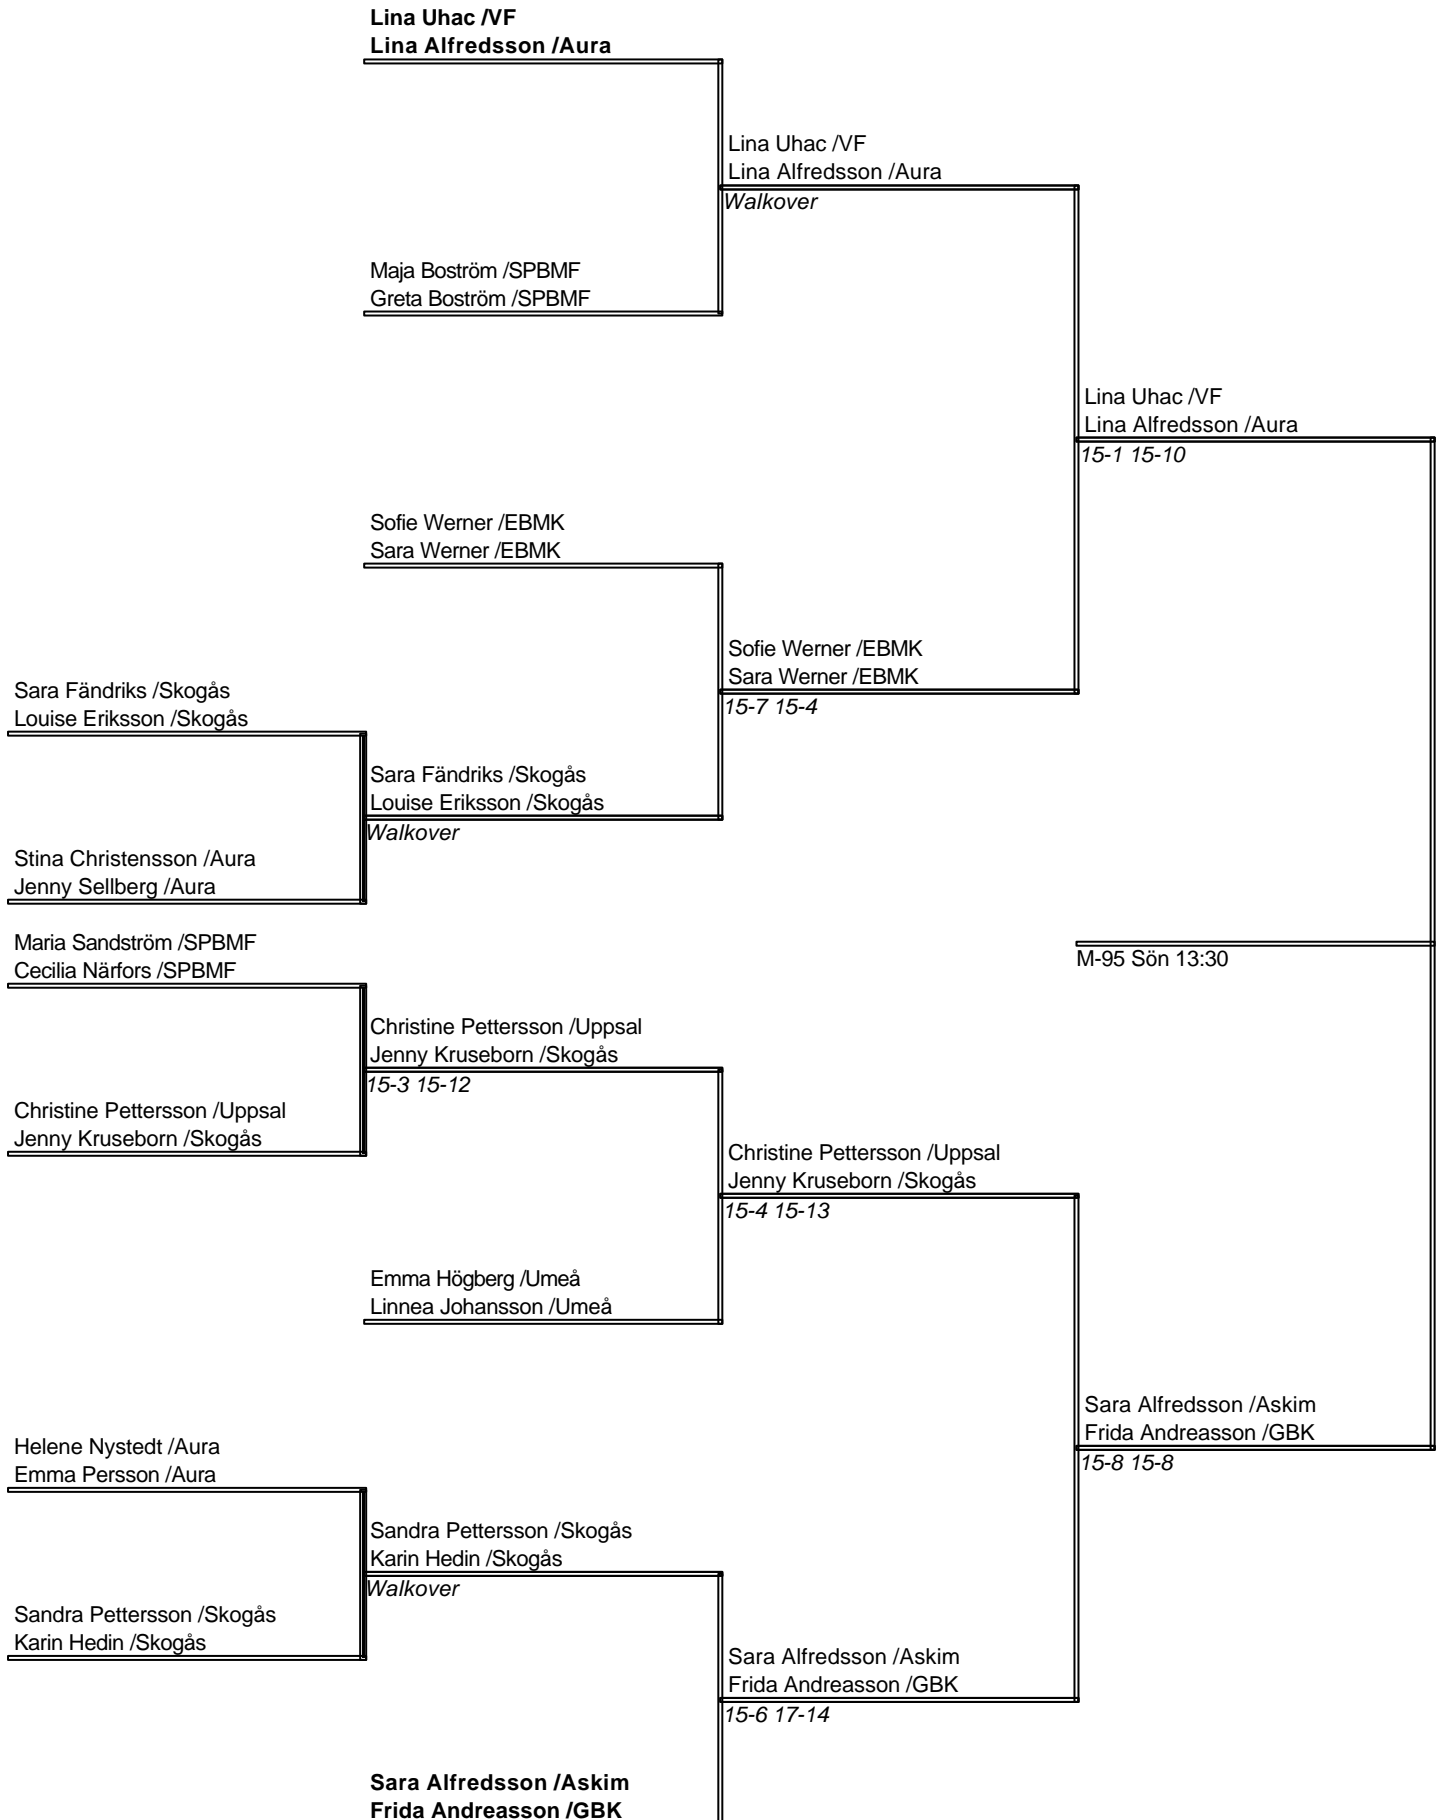 Lina Uhac /VF
Lina Alfredsson /Aura
Lina Uhac /VF
Lina Alfredsson /Aura
Walkover
Maja Boström /SPBMF
Greta Boström /SPBMF
Lina Uhac /VF
Lina Alfredsson /Aura
15-1 15-10
Sofie Werner /EBMK
Sara Werner /EBMK
Sofie Werner /EBMK
Sara Werner /EBMK
15-7 15-4
Sara Fändriks /Skogås
Louise Eriksson /Skogås
Sara Fändriks /Skogås
Louise Eriksson /Skogås
Walkover
Stina Christensson /Aura
Jenny Sellberg /Aura
Maria Sandström /SPBMF
Cecilia Närfors /SPBMF
M-95 Sön 13:30
Christine Pettersson /Uppsal
Jenny Kruseborn /Skogås
15-3 15-12
Christine Pettersson /Uppsal
Jenny Kruseborn /Skogås
Christine Pettersson /Uppsal
Jenny Kruseborn /Skogås
15-4 15-13
Emma Högberg /Umeå
Linnea Johansson /Umeå
Sara Alfredsson /Askim
Frida Andreasson /GBK
15-8 15-8
Helene Nystedt /Aura
Emma Persson /Aura
Sandra Pettersson /Skogås
Karin Hedin /Skogås
Walkover
Sandra Pettersson /Skogås
Karin Hedin /Skogås
Sara Alfredsson /Askim
Frida Andreasson /GBK
15-6 17-14
Sara Alfredsson /Askim
Frida Andreasson /GBK